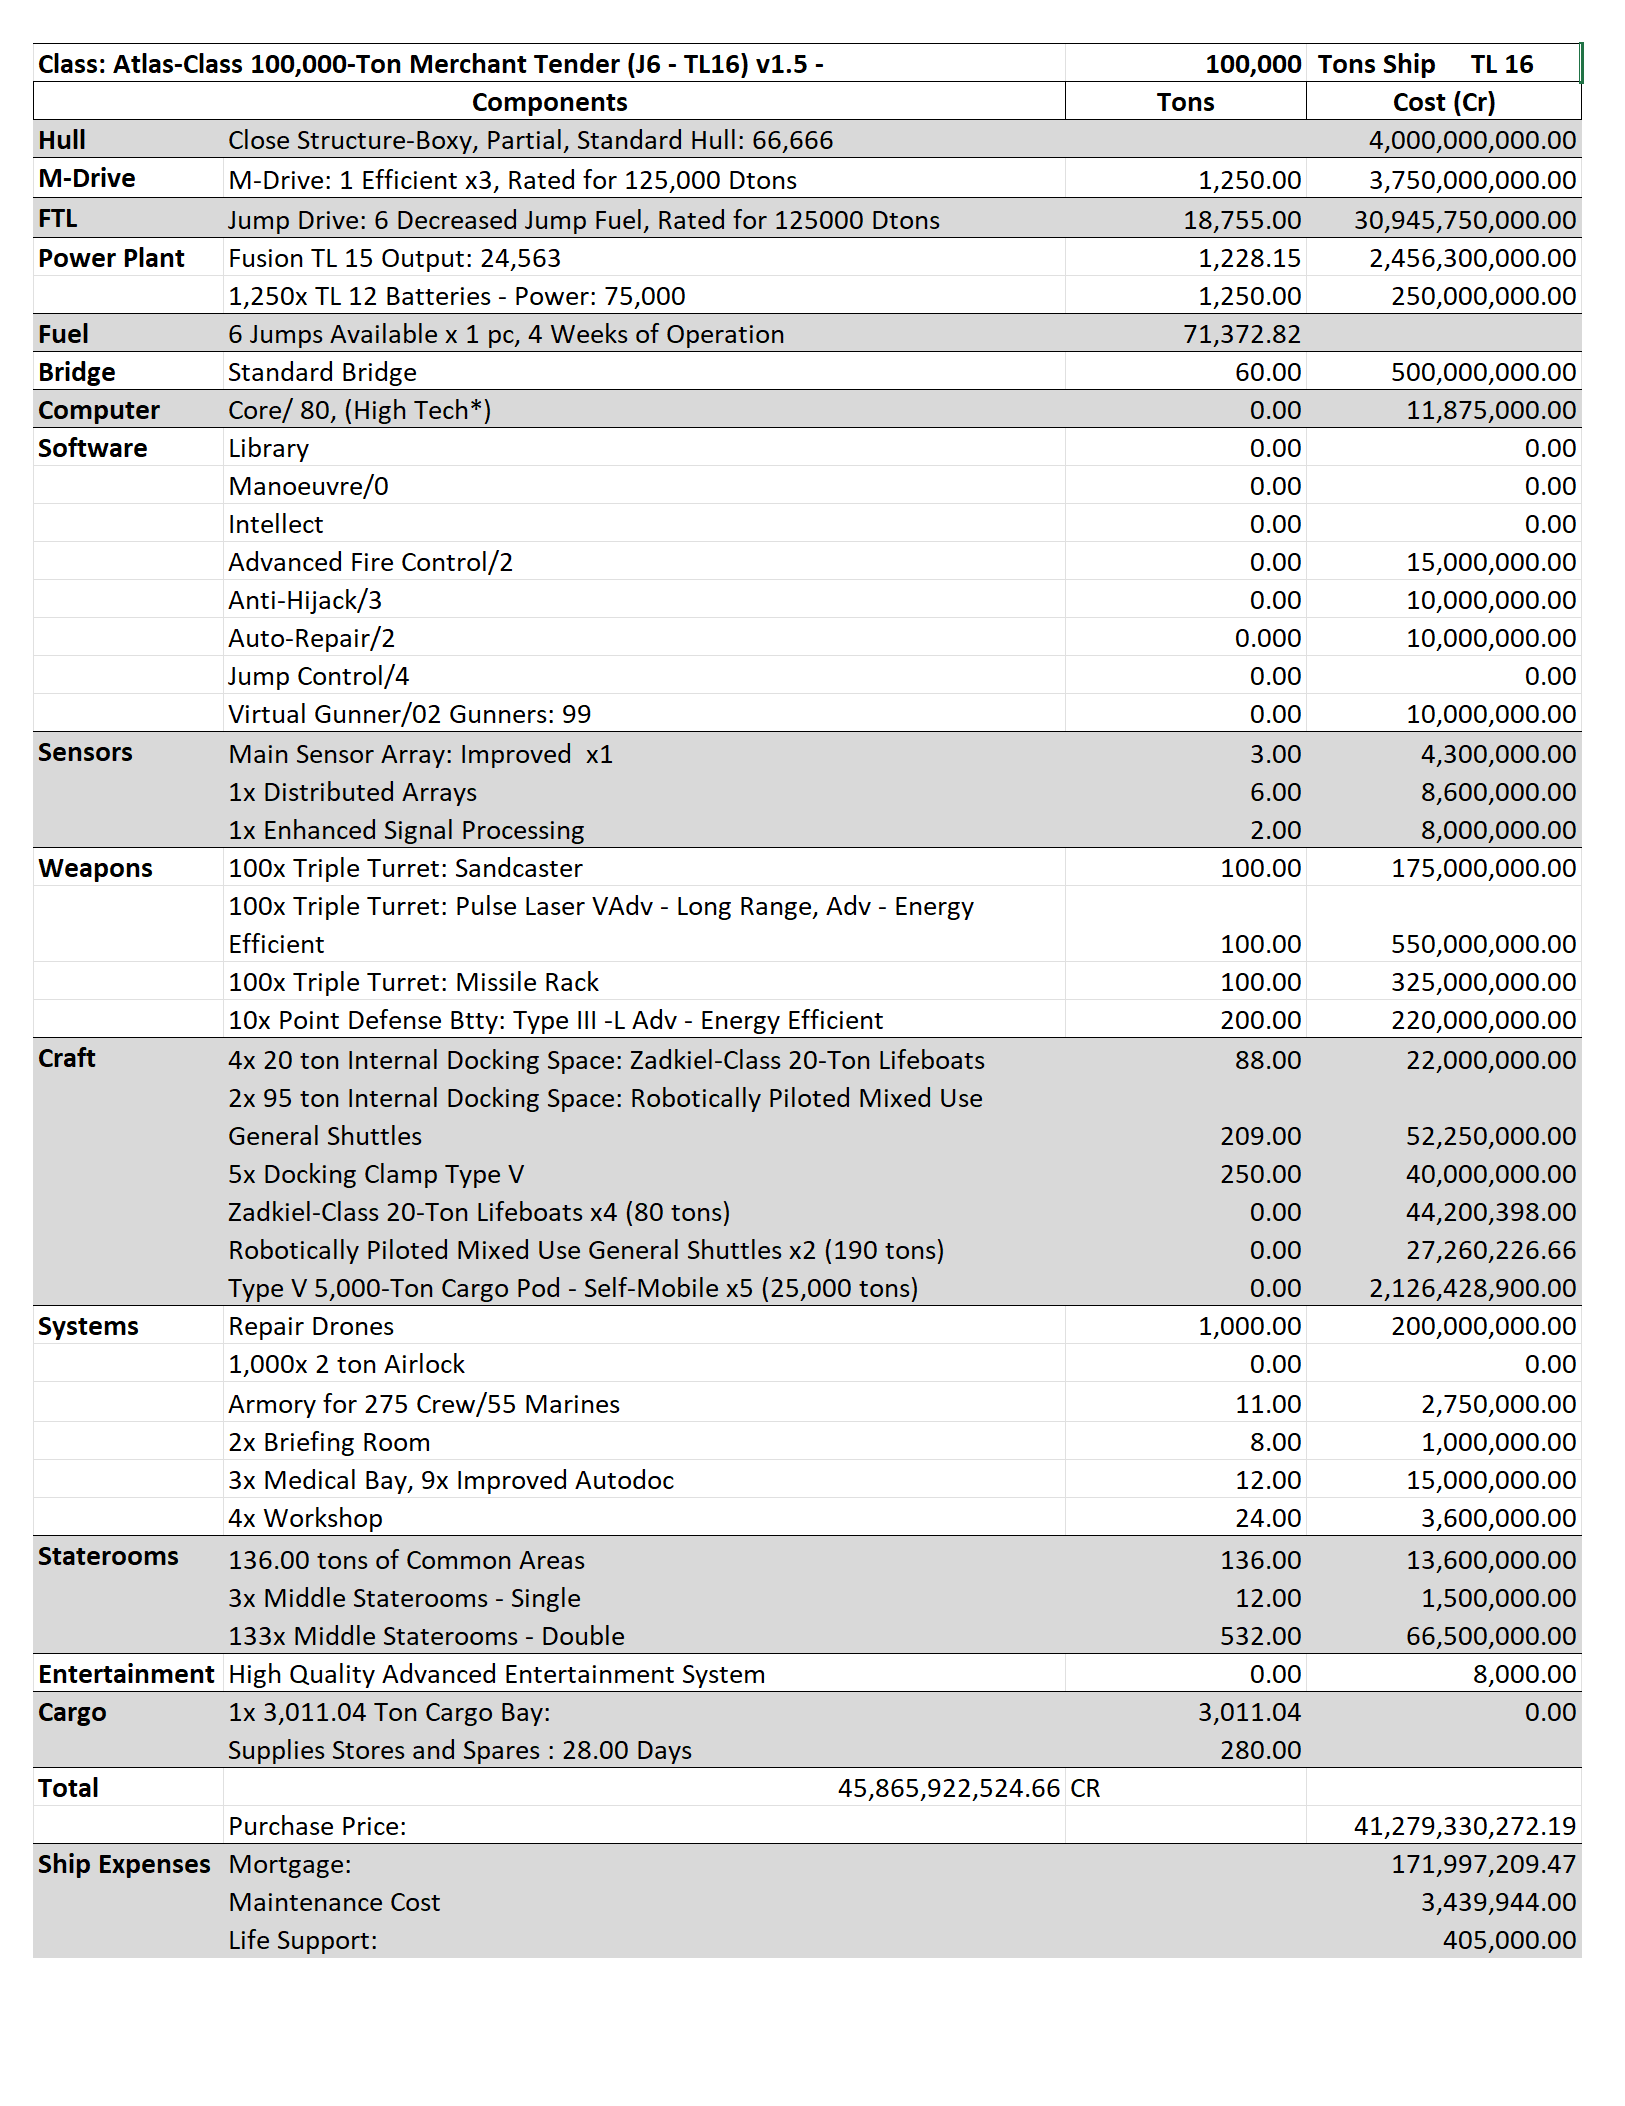 Class: Atlas-Class 100,000-Ton Merchant Tender (J6 - TL16) v1.5 - 100,000 Tons Ship TL 16
Components Tons Cost (Cr)
Hull Close Structure-Boxy, Partial, Standard Hull: 66,666 4,000,000,000.00
M-Drive M-Drive: 1 Efficient x3, Rated for 125,000 Dtons 1,250.00 3,750,000,000.00
FTL Jump Drive: 6 Decreased Jump Fuel, Rated for 125000 Dtons 18,755.00 30,945,750,000.00
Power Plant Fusion TL 15 Output: 24,563 1,228.15 2,456,300,000.00
1,250x TL 12 Batteries - Power: 75,000 1,250.00 250,000,000.00
Fuel 6 Jumps Available x 1 pc, 4 Weeks of Operation 71,372.82
Bridge Standard Bridge 60.00 500,000,000.00
Computer Core/ 80, (High Tech*) 0.00 11,875,000.00
Software Library 0.00 0.00
Manoeuvre/0 0.00 0.00
Intellect 0.00 0.00
Advanced Fire Control/2 0.00 15,000,000.00
Anti-Hijack/3 0.00 10,000,000.00
Auto-Repair/2 0.000 10,000,000.00
Jump Control/4 0.00 0.00
Virtual Gunner/02 Gunners: 99 0.00 10,000,000.00
Sensors Main Sensor Array: Improved x1 3.00 4,300,000.00
1x Distributed Arrays 6.00 8,600,000.00
1x Enhanced Signal Processing 2.00 8,000,000.00
Weapons 100x Triple Turret: Sandcaster 100.00 175,000,000.00
100x Triple Turret: Pulse Laser VAdv - Long Range, Adv - Energy
Efficient 100.00 550,000,000.00
100x Triple Turret: Missile Rack 100.00 325,000,000.00
10x Point Defense Btty: Type III -L Adv - Energy Efficient 200.00 220,000,000.00
Craft 4x 20 ton Internal Docking Space: Zadkiel-Class 20-Ton Lifeboats 88.00 22,000,000.00
2x 95 ton Internal Docking Space: Robotically Piloted Mixed Use
General Shuttles 209.00 52,250,000.00
5x Docking Clamp Type V 250.00 40,000,000.00
Zadkiel-Class 20-Ton Lifeboats x4 (80 tons) 0.00 44,200,398.00
Robotically Piloted Mixed Use General Shuttles x2 (190 tons) 0.00 27,260,226.66
Type V 5,000-Ton Cargo Pod - Self-Mobile x5 (25,000 tons) 0.00 2,126,428,900.00
Systems Repair Drones 1,000.00 200,000,000.00
1,000x 2 ton Airlock 0.00 0.00
Armory for 275 Crew/55 Marines 11.00 2,750,000.00
2x Briefing Room 8.00 1,000,000.00
3x Medical Bay, 9x Improved Autodoc 12.00 15,000,000.00
4x Workshop 24.00 3,600,000.00
Staterooms 136.00 tons of Common Areas 136.00 13,600,000.00
3x Middle Staterooms - Single 12.00 1,500,000.00
133x Middle Staterooms - Double 532.00 66,500,000.00
Entertainment High Quality Advanced Entertainment System 0.00 8,000.00
Cargo 1x 3,011.04 Ton Cargo Bay: 3,011.04 0.00
Supplies Stores and Spares : 28.00 Days 280.00
Total 45,865,922,524.66 CR
Purchase Price: 41,279,330,272.19
Ship Expenses Mortgage: 171,997,209.47
Maintenance Cost 3,439,944.00
Life Support: 405,000.00